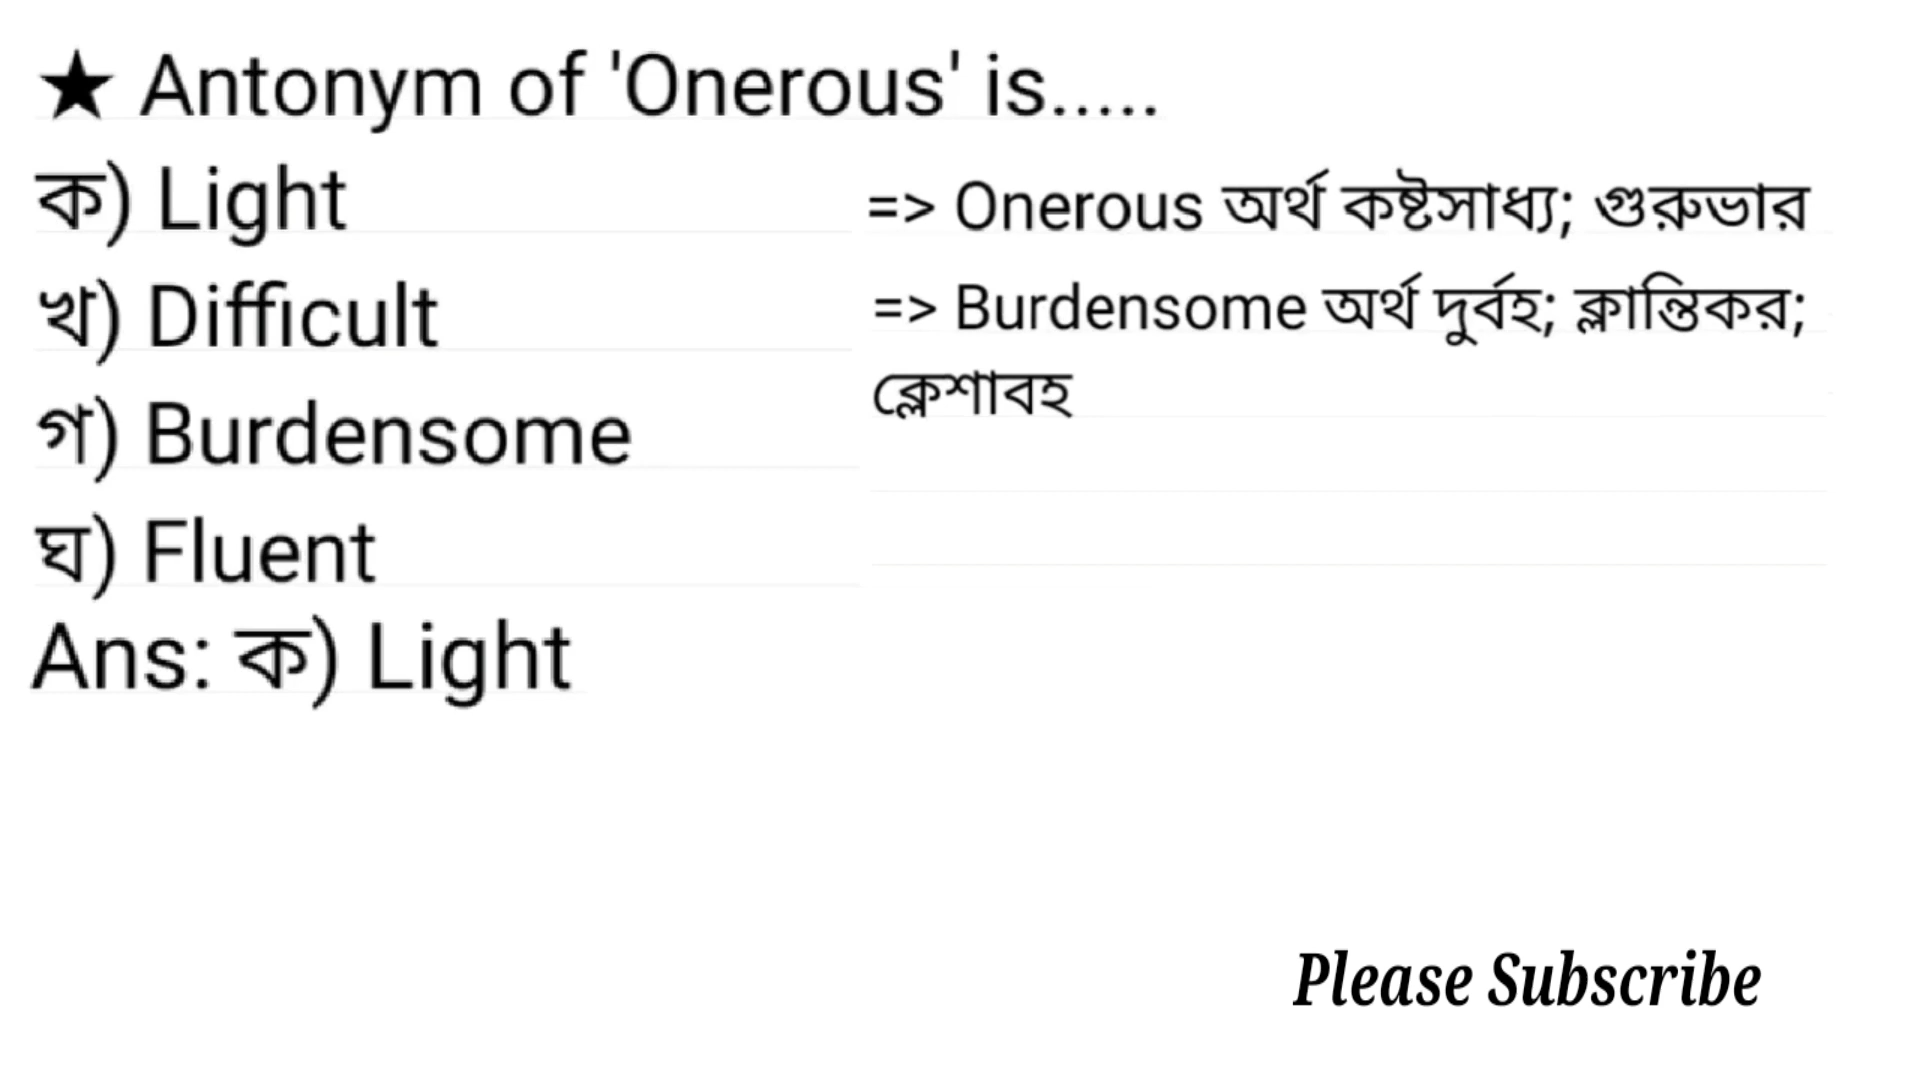 ★ Antonym of 'Onerous' is.....
ক) Light
খ) Difficult
গ) Burdensome
ঘ) Fluent
Ans: ক) Light
=> Onerous অর্থ কষ্টসাধ্য; গুরুভার
=> Burdensome অর্থ দুর্বহ; ক্লান্তিকর;
ক্লেশাবহ
Please Subscribe